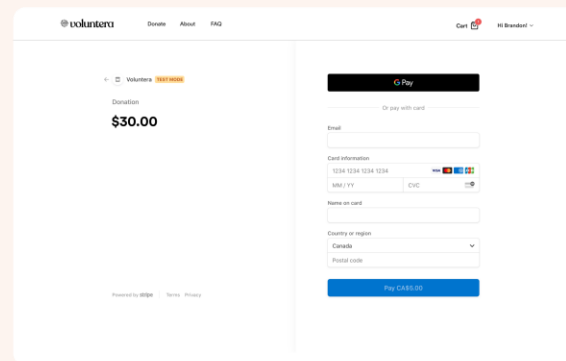 voluntera Donate About FAQ Cart Hi Brandon!
Voluntera TEST MODE
Donation
$30.00
G Pay
Or pay with card
Email
Card information
1234 1234 1234 1234 VISA
MM / YY CVC
Name on card
Country or region
Canada
Postal code
Pay CA$5.00
Powered by stripe Terms Privacy